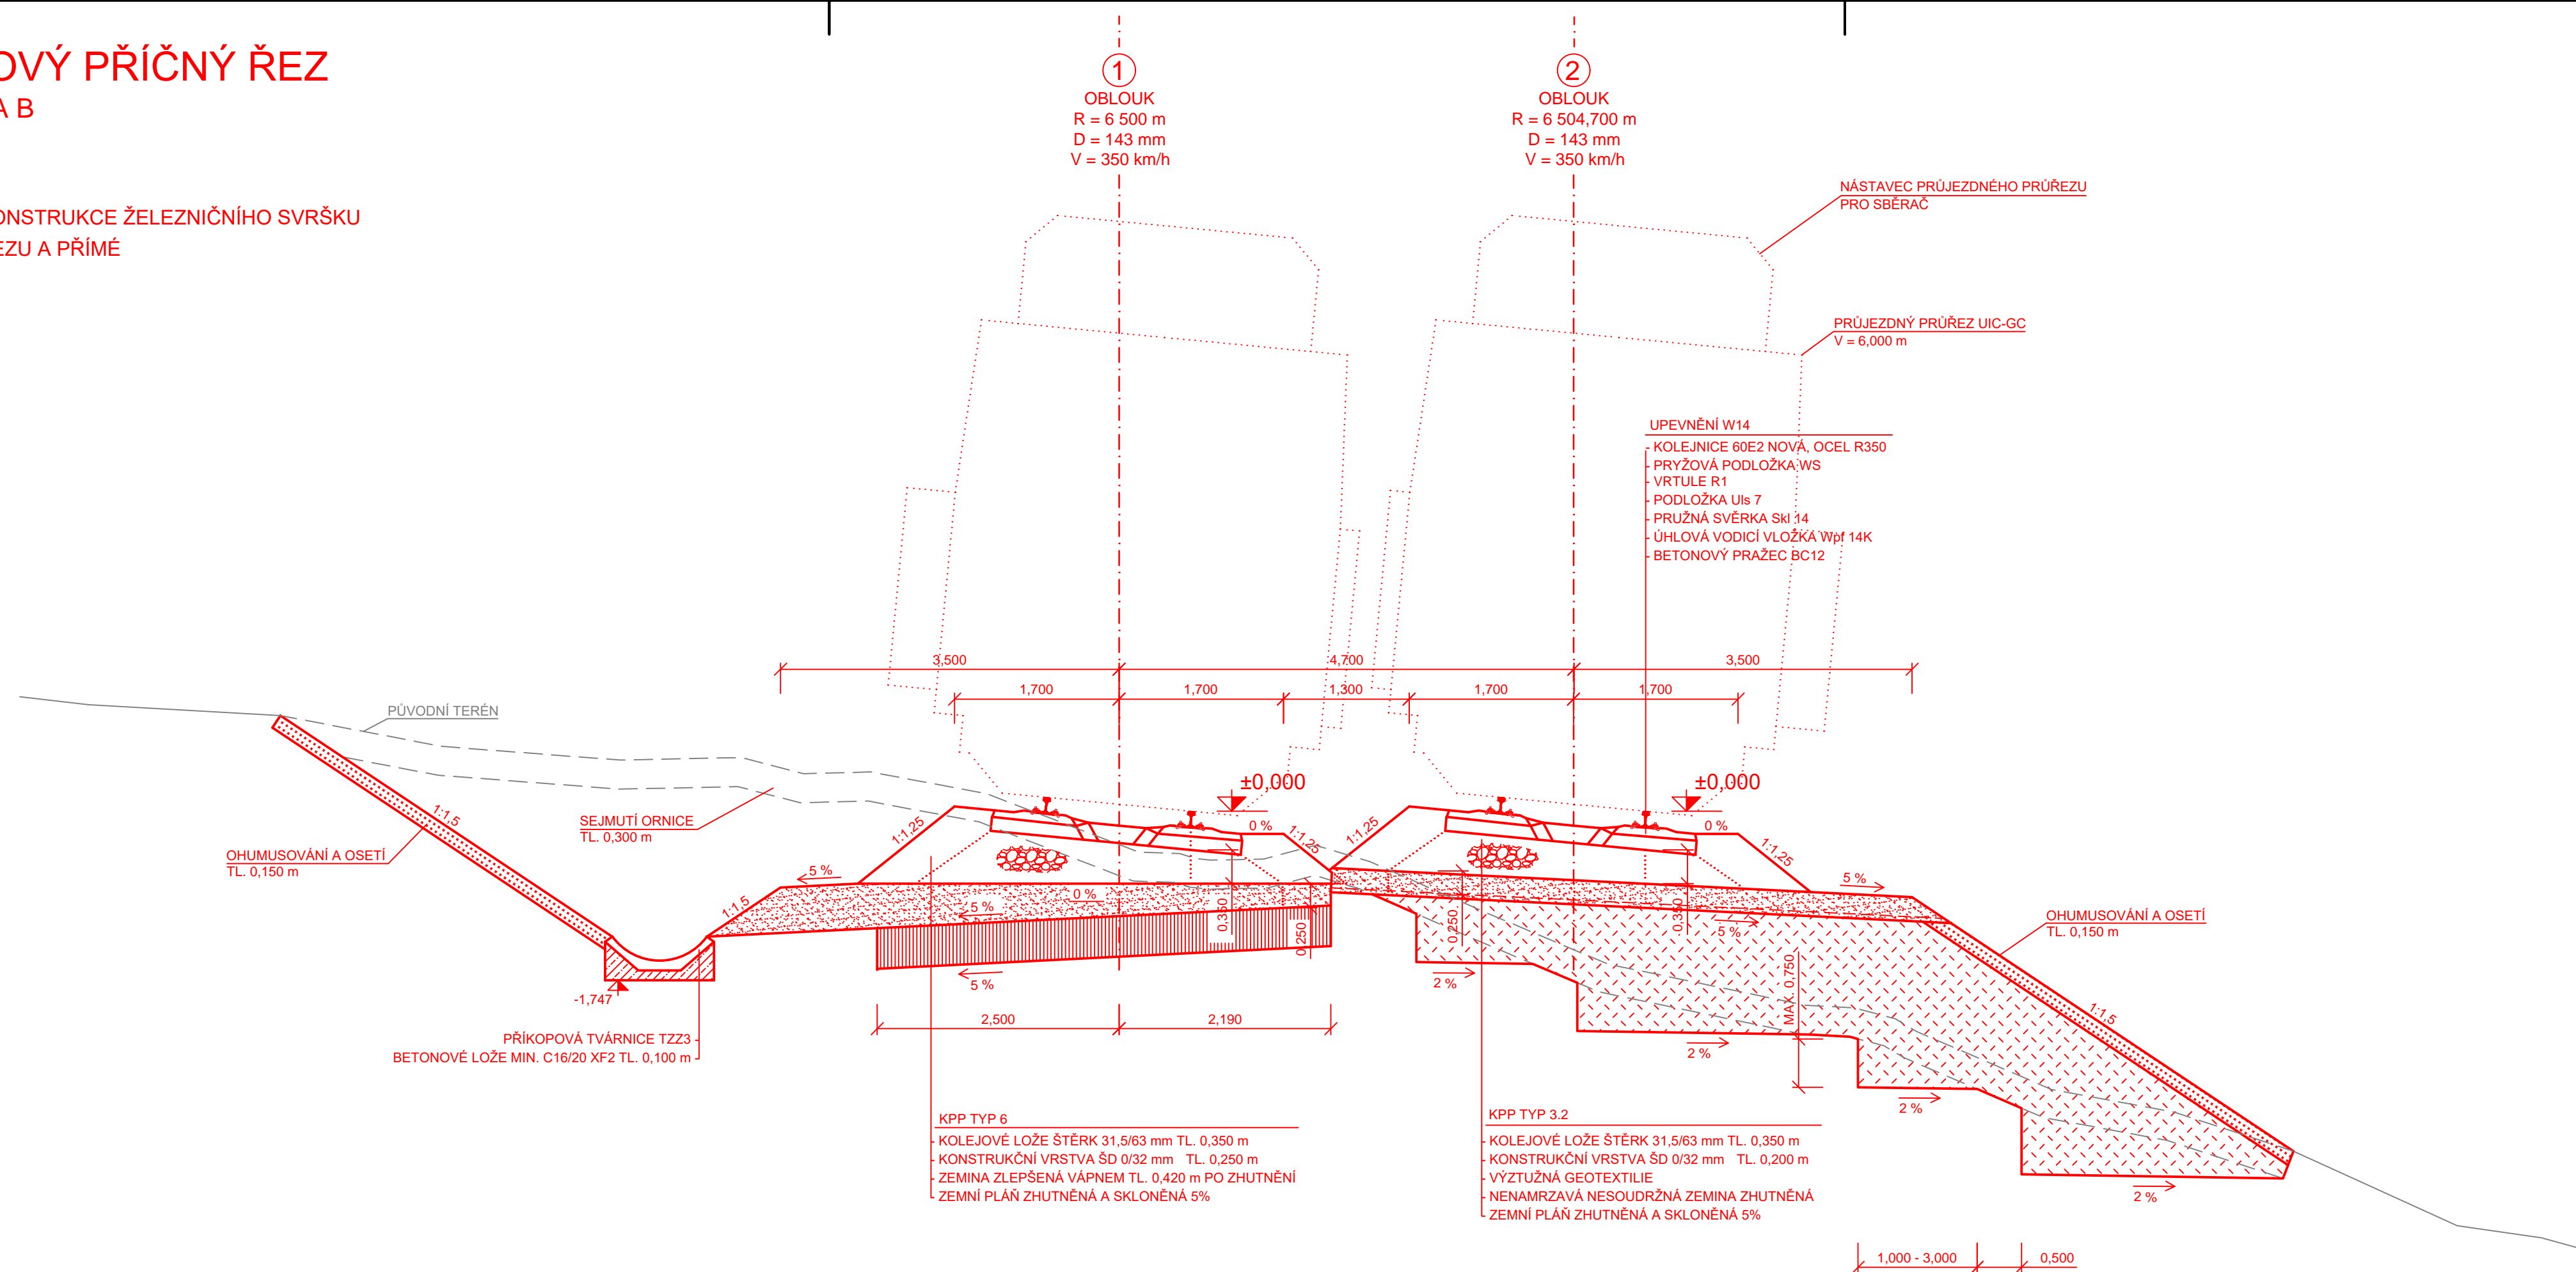 OVÝ PŘÍČNÝ ŘEZ
A B
ONSTRUKCE ŽELEZNIČNÍHO SVRŠKU
EZU A PŘÍMÉ
1
OBLOUK
R = 6 500 m
D = 143 mm
V = 350 km/h
2
OBLOUK
R = 6 504,700 m
D = 143 mm
V = 350 km/h
NÁSTAVEC PRŮJEZDNÉHO PRŮŘEZU
PRO SBĚRAČ
PRŮJEZDNÝ PRŮŘEZ UIC-GC
V = 6,000 m
UPEVNĚNÍ W14
KOLEJNICE 60E2 NOVÁ, OCEL R350
PRYŽOVÁ PODLOŽKA WS
VRTULE R1
PODLOŽKA Uls 7
PRUŽNÁ SVĚRKA Skl 14
ÚHLOVÁ VODICÍ VLOŽKA Wpf 14K
BETONOVÝ PRAŽEC BC12
3,500
4,700
3,500
1,700
1,700
1,300
1,700
1,700
PŮVODNÍ TERÉN
±0,000
±0,000
1:1,5
SEJMUTÍ ORNICE
TL. 0,300 m
1:1,25
0 %
1:1,25
1:1,25
0 %
1:1,25
OHUMUSOVÁNÍ A OSETÍ
TL. 0,150 m
5 %
5 %
1:1,5
5 %
0 %
0,350
0,250
0,250
0,350
5 %
OHUMUSOVÁNÍ A OSETÍ
TL. 0,150 m
-1,747
5 %
2 %
MAX. 0,750
1:1,5
2,500
2,190
PŘÍKOPOVÁ TVÁRNICE TZZ3
BETONOVÉ LOŽE MIN. C16/20 XF2 TL. 0,100 m
2 %
2 %
2 %
KPP TYP 6
KOLEJOVÉ LOŽE ŠTĚRK 31,5/63 mm TL. 0,350 m
KONSTRUKČNÍ VRSTVA ŠD 0/32 mm TL. 0,250 m
ZEMINA ZLEPŠENÁ VÁPNEM TL. 0,420 m PO ZHUTNĚNÍ
ZEMNÍ PLÁŇ ZHUTNĚNÁ A SKLONĚNÁ 5%
KPP TYP 3.2
KOLEJOVÉ LOŽE ŠTĚRK 31,5/63 mm TL. 0,350 m
KONSTRUKČNÍ VRSTVA ŠD 0/32 mm TL. 0,200 m
VÝZTUŽNÁ GEOTEXTILIE
NENAMRZAVÁ NESOUDRŽNÁ ZEMINA ZHUTNĚNÁ
ZEMNÍ PLÁŇ ZHUTNĚNÁ A SKLONĚNÁ 5%
1,000 - 3,000
0,500